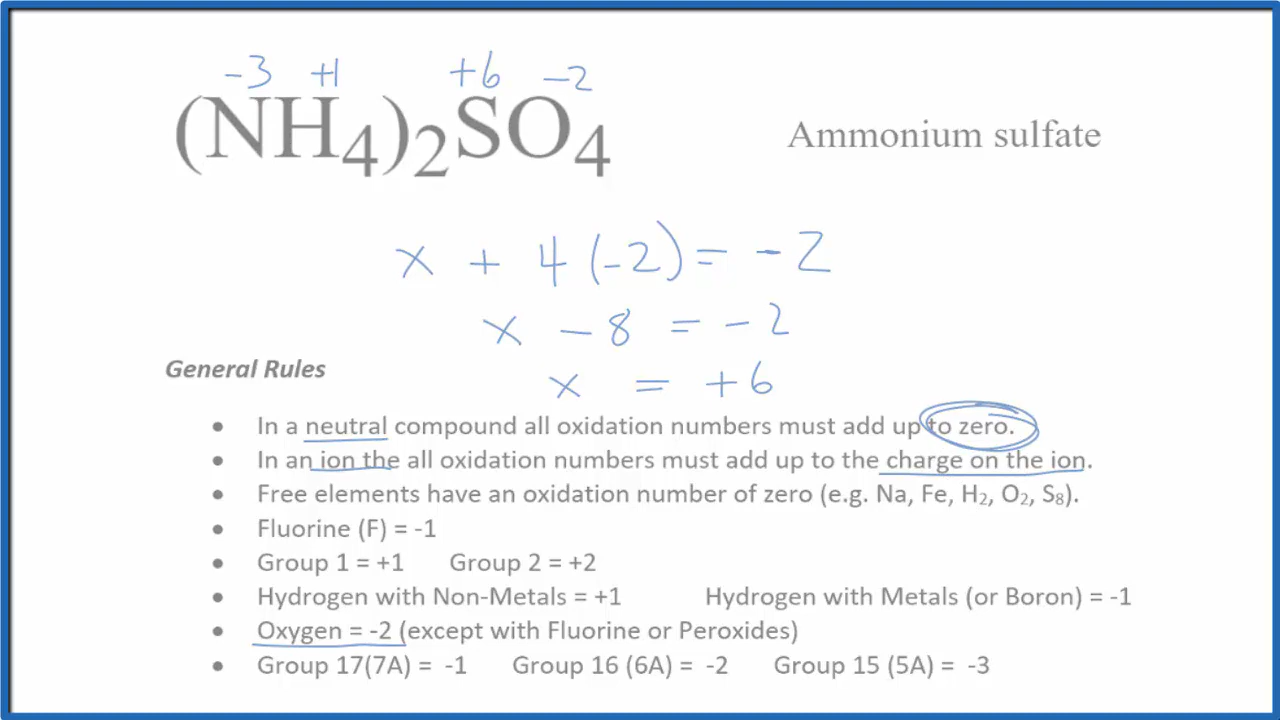 -3 +1 +6 -2
(NH₄)₂SO₄ Ammonium sulfate
x + 4(-2) = -2
x - 8 = -2
x = +6
General Rules
• In a neutral compound all oxidation numbers must add up to zero.
• In an ion the all oxidation numbers must add up to the charge on the ion.
• Free elements have an oxidation number of zero (e.g. Na, Fe, H₂, O₂, S₈).
• Fluorine (F) = -1
• Group 1 = +1 Group 2 = +2
• Hydrogen with Non-Metals = +1 Hydrogen with Metals (or Boron) = -1
• Oxygen = -2 (except with Fluorine or Peroxides)
• Group 17(7A) = -1 Group 16 (6A) = -2 Group 15 (5A) = -3